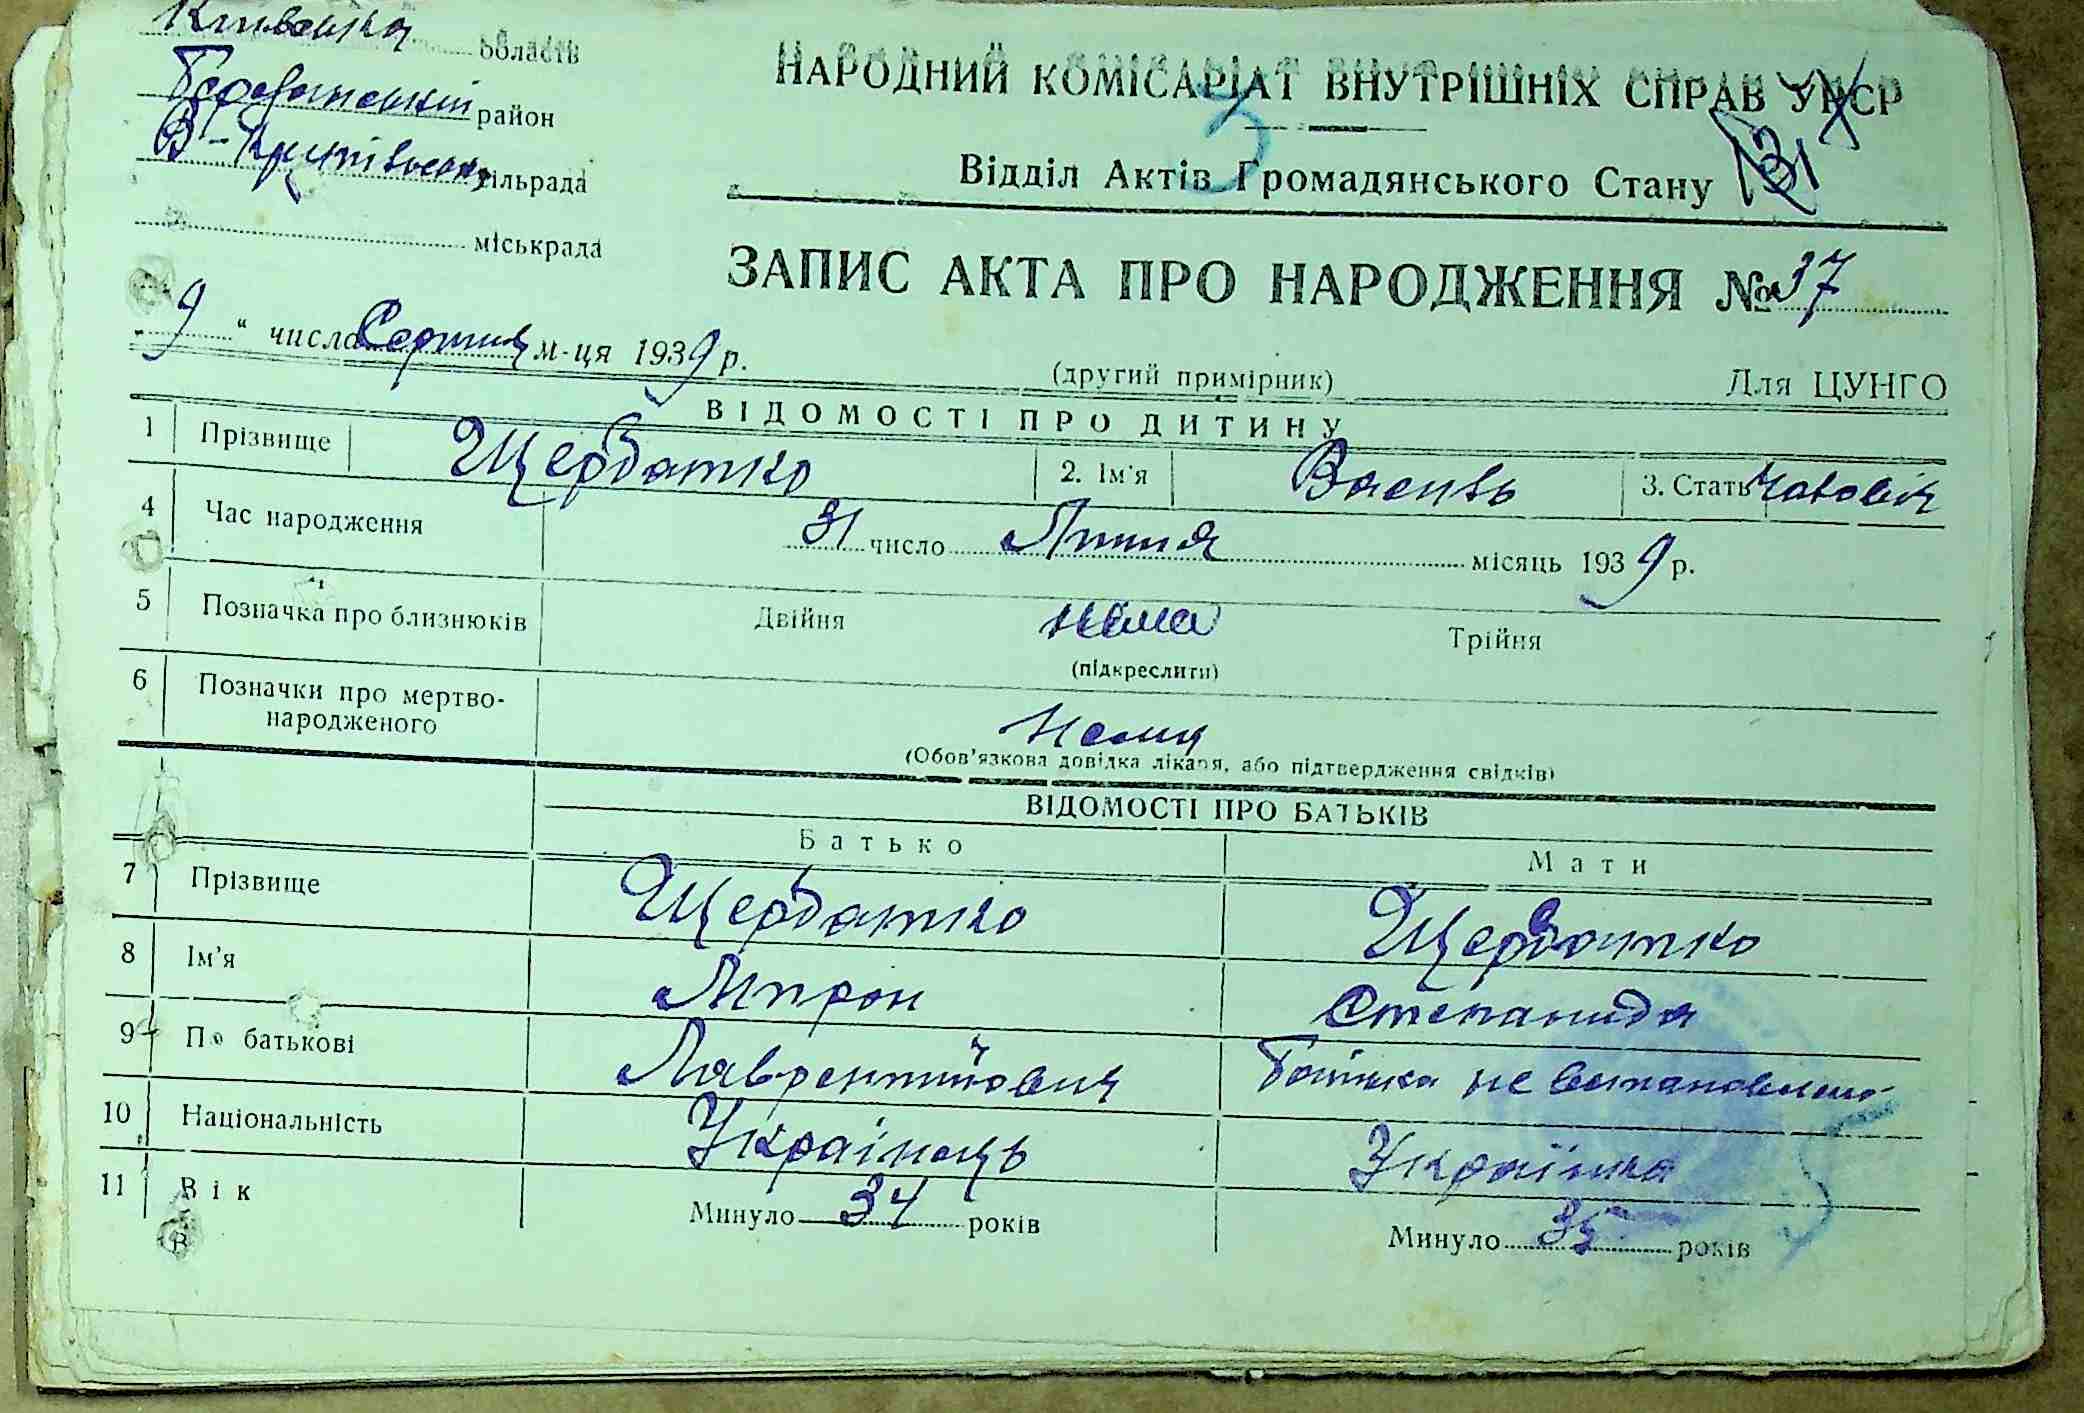 Київська область
район
В-Крупільська сільрада
міськрада
НАРОДНИЙ КОМІСАРІАТ ВНУТРІШНІХ СПРАВ УРСР
Відділ Актів Громадянського Стану
ЗАПИС АКТА ПРО НАРОДЖЕННЯ № 37
9 " числа Серпня м-ця 1939 р.
(другий примірник) Для ЦУНГО
ВІДОМОСТІ ПРО ДИТИНУ
1 Прізвище Щербатко 2. Ім'я Василь 3. Стать чоловіч
4 Час народження 31 число Липня місяць 1939 р.
5 Позначка про близнюків Двійня нема Трійня
(підкреслити)
6 Позначки про мертво-
народженого Нема
(Обов'язкова довідка лікаря, або підтвердження свідків)
ВІДОМОСТІ ПРО БАТЬКІВ
Батько Мати
7 Прізвище Щербатко Щербатко
8 Ім'я Мирон Степанида
9 По батькові Лаврентійович Батька не встановлено
10 Національність Українець Українка
11 Вік Минуло 34 років Минуло 35 років